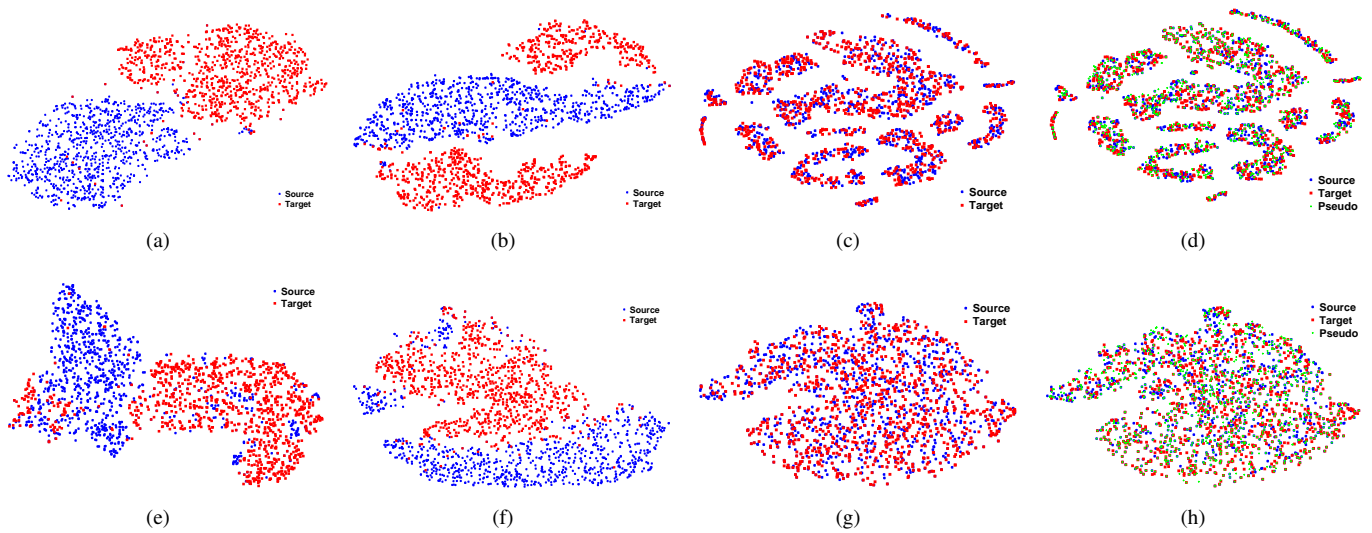 Source
Target
Source
Target
Source
Target
Source
Target
Pseudo
(a)
(b)
(c)
(d)
Source
Target
Source
Target
Source
Target
Source
Target
Pseudo
(e)
(f)
(g)
(h)